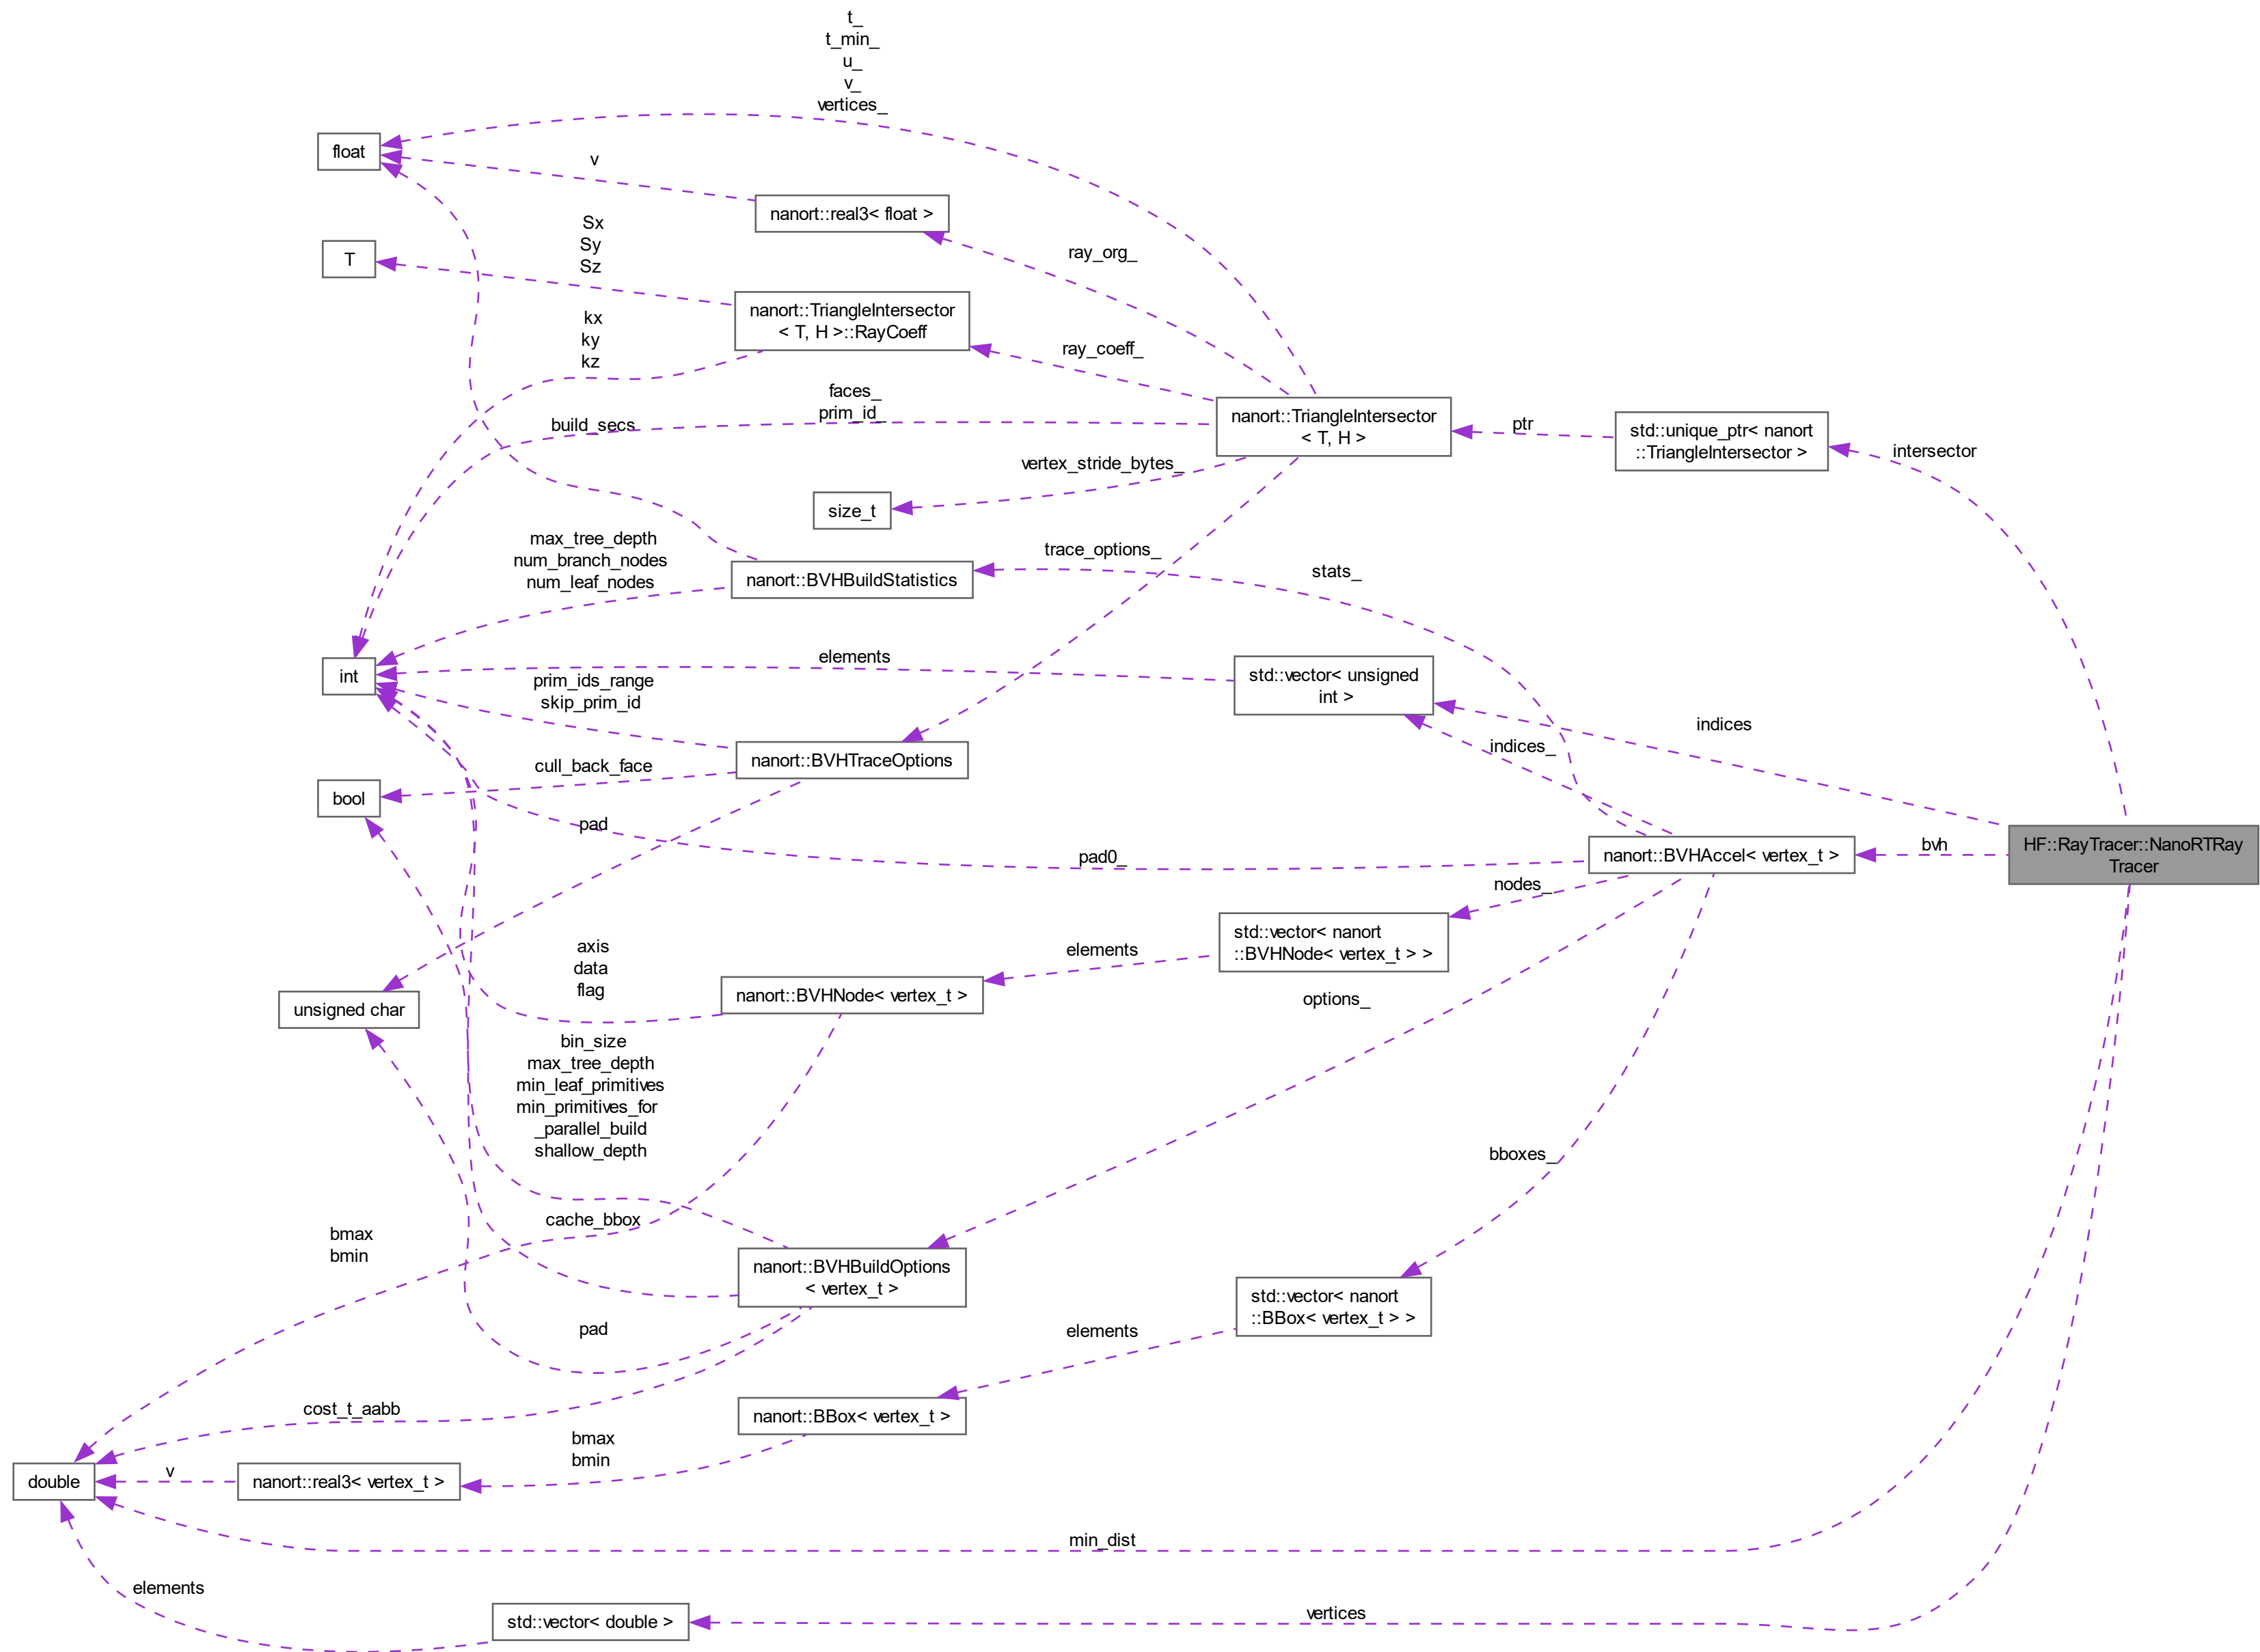 t_
t_min_
u_
v_
vertices_
float
v
nanort::real3< float >
Sx
Sy
Sz
T
ray_org_
nanort::TriangleIntersector
< T, H >::RayCoeff
kx
ky
kz
ray_coeff_
faces_
prim_id_
build_secs
nanort::TriangleIntersector
< T, H >
ptr
std::unique_ptr< nanort
::TriangleIntersector >
intersector
vertex_stride_bytes_
size_t
max_tree_depth
num_branch_nodes
num_leaf_nodes
trace_options_
nanort::BVHBuildStatistics
stats_
elements
int
std::vector< unsigned
int >
prim_ids_range
skip_prim_id
indices
indices_
nanort::BVHTraceOptions
cull_back_face
bool
pad
pad0_
nanort::BVHAccel< vertex_t >
bvh
HF::RayTracer::NanoRTRay
Tracer
nodes_
std::vector< nanort
::BVHNode< vertex_t > >
elements
axis
data
flag
nanort::BVHNode< vertex_t >
options_
unsigned char
bin_size
max_tree_depth
min_leaf_primitives
min_primitives_for
_parallel_build
shallow_depth
bboxes_
cache_bbox
bmax
bmin
nanort::BVHBuildOptions
< vertex_t >
std::vector< nanort
::BBox< vertex_t > >
pad
elements
cost_t_aabb
nanort::BBox< vertex_t >
bmax
bmin
double
v
nanort::real3< vertex_t >
min_dist
elements
std::vector< double >
vertices